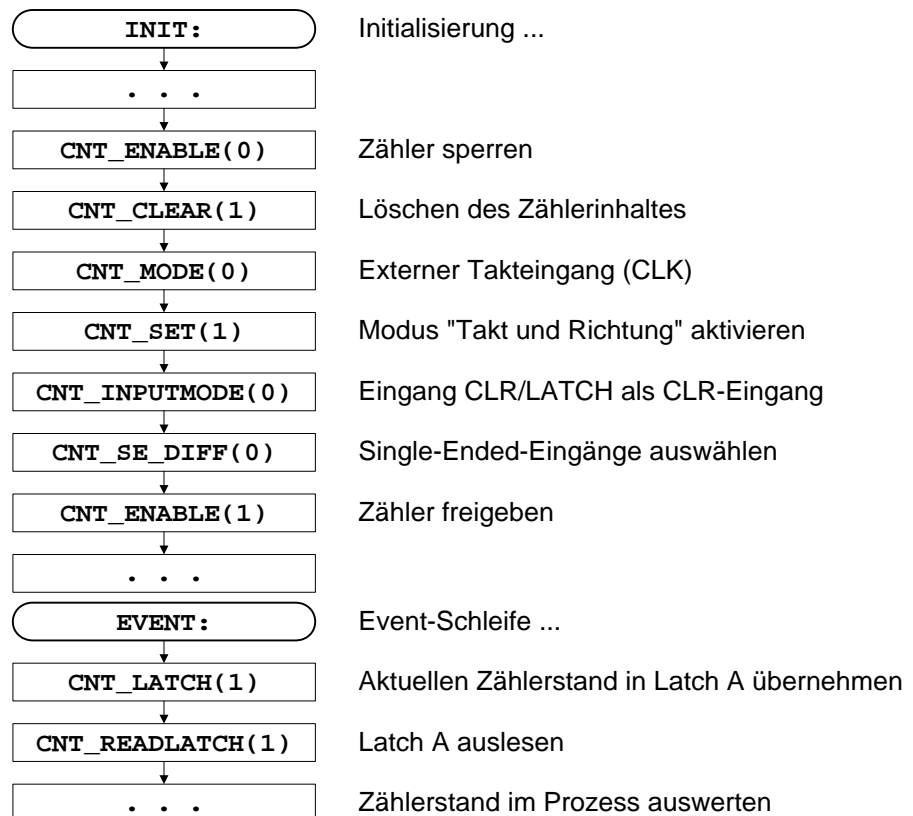 INIT: Initialisierung ...
. . .
CNT_ENABLE(0) Zähler sperren
CNT_CLEAR(1) Löschen des Zählerinhaltes
CNT_MODE(0) Externer Takteingang (CLK)
CNT_SET(1) Modus "Takt und Richtung" aktivieren
CNT_INPUTMODE(0) Eingang CLR/LATCH als CLR-Eingang
CNT_SE_DIFF(0) Single-Ended-Eingänge auswählen
CNT_ENABLE(1) Zähler freigeben
. . .
EVENT: Event-Schleife ...
CNT_LATCH(1) Aktuellen Zählerstand in Latch A übernehmen
CNT_READLATCH(1) Latch A auslesen
. . . Zählerstand im Prozess auswerten